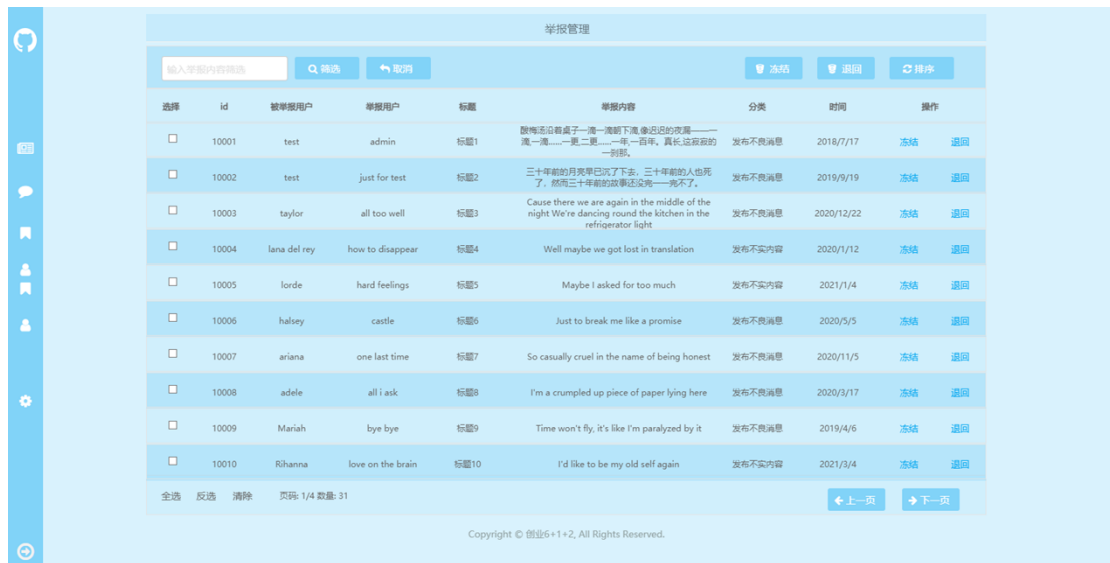 举报管理
输入举报内容筛选 筛选 取消 冻结 退回 排序
选择 id 被举报用户 举报用户 标题 举报内容 分类 时间 操作
10001 test admin 标题1 酸梅汤沿着桌子一滴一滴朝下滴,像迟迟的夜漏——一
滴,一滴……一更,二更……一年,一百年。真长,这寂寂的
一刹那。 发布不良消息 2018/7/17 冻结 退回
10002 test just for test 标题2 三十年前的月亮早已沉了下去，三十年前的人也死
了，然而三十年前的故事还没完——完不了。 发布不良消息 2019/9/19 冻结 退回
10003 taylor all too well 标题3 Cause there we are again in the middle of the
night We're dancing round the kitchen in the
refrigerator light 发布不良消息 2020/12/22 冻结 退回
10004 lana del rey how to disappear 标题4 Well maybe we got lost in translation 发布不实内容 2020/1/12 冻结 退回
10005 lorde hard feelings 标题5 Maybe I asked for too much 发布不实内容 2021/1/4 冻结 退回
10006 halsey castle 标题6 Just to break me like a promise 发布不良消息 2020/5/5 冻结 退回
10007 ariana one last time 标题7 So casually cruel in the name of being honest 发布不良消息 2020/11/5 冻结 退回
10008 adele all i ask 标题8 I'm a crumpled up piece of paper lying here 发布不良消息 2020/3/17 冻结 退回
10009 Mariah bye bye 标题9 Time won't fly, it's like I'm paralyzed by it 发布不良消息 2019/4/6 冻结 退回
10010 Rihanna love on the brain 标题10 I'd like to be my old self again 发布不实内容 2021/3/4 冻结 退回
全选 反选 清除 页码: 1/4 数量: 31 上一页 下一页
Copyright © 创业6+1+2, All Rights Reserved.